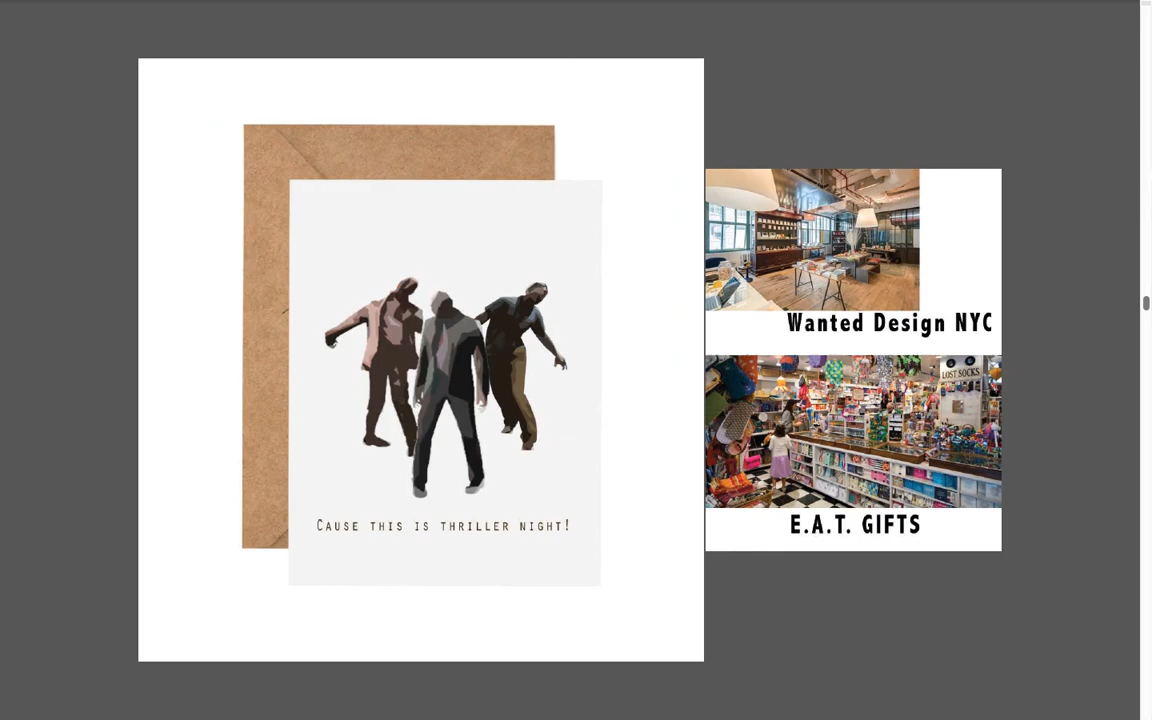 Cause this is thriller night!
Wanted Design NYC
LOST SOCKS
E.A.T. GIFTS